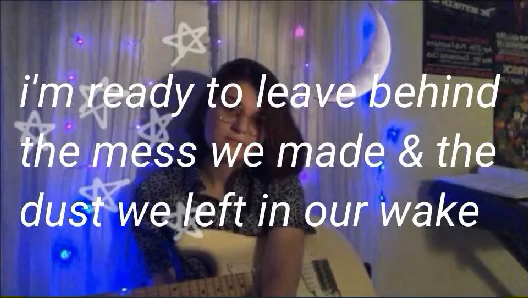 i'm ready to leave behind
the mess we made & the
dust we left in our wake